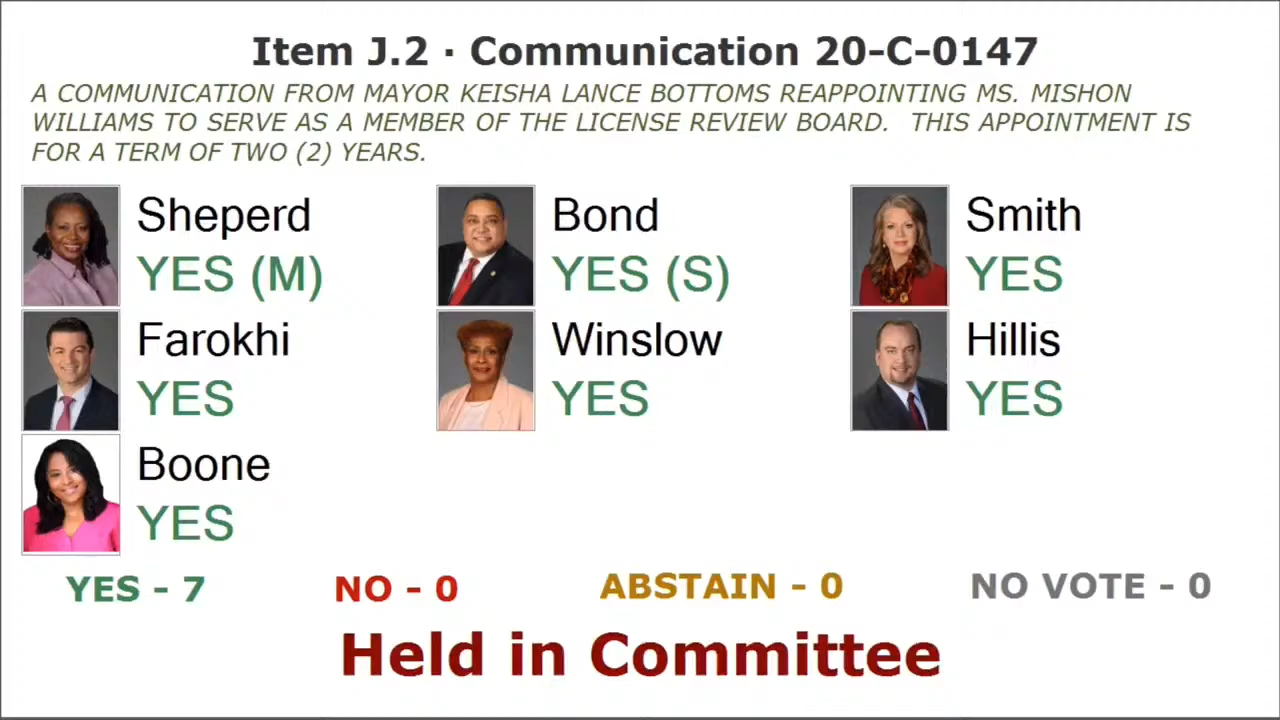 Item J.2 · Communication 20-C-0147
A COMMUNICATION FROM MAYOR KEISHA LANCE BOTTOMS REAPPOINTING MS. MISHON
WILLIAMS TO SERVE AS A MEMBER OF THE LICENSE REVIEW BOARD.  THIS APPOINTMENT IS
FOR A TERM OF TWO (2) YEARS.
Sheperd
YES (M)
Bond
YES (S)
Smith
YES
Farokhi
YES
Winslow
YES
Hillis
YES
Boone
YES
YES - 7
NO - 0
ABSTAIN - 0
NO VOTE - 0
Held in Committee